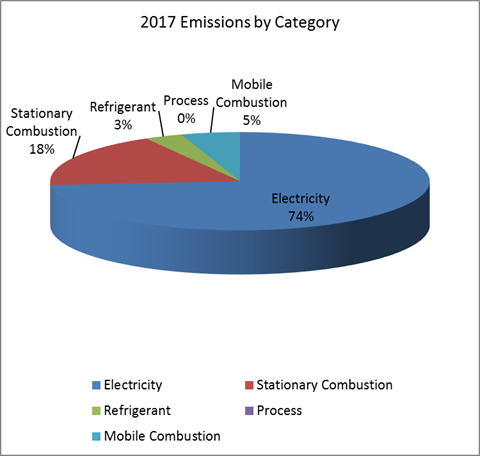 2017 Emissions by Category
Stationary
Combustion
18%
Refrigerant
3%
Process
0%
Mobile
Combustion
5%
Electricity
74%
Electricity
Stationary Combustion
Refrigerant
Process
Mobile Combustion